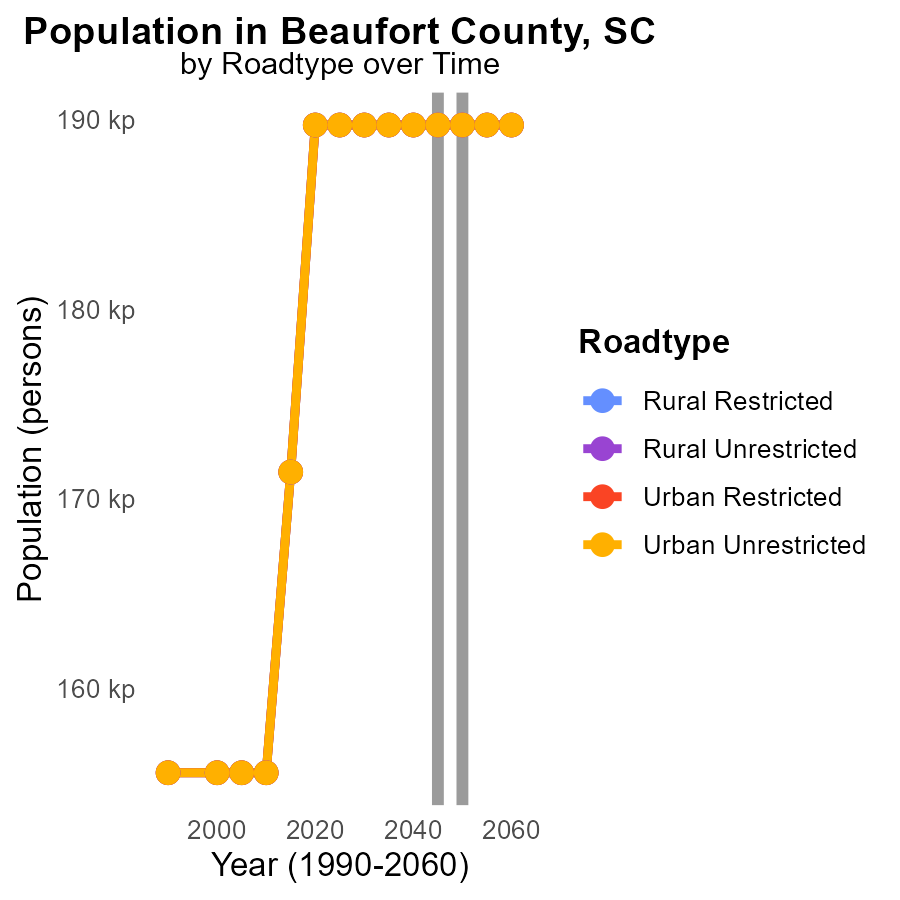 Population in Beaufort County, SC
by Roadtype over Time
190 kp
180 kp
170 kp
160 kp
Population (persons)
2000 2020 2040 2060
Year (1990-2060)
Roadtype
Rural Restricted
Rural Unrestricted
Urban Restricted
Urban Unrestricted